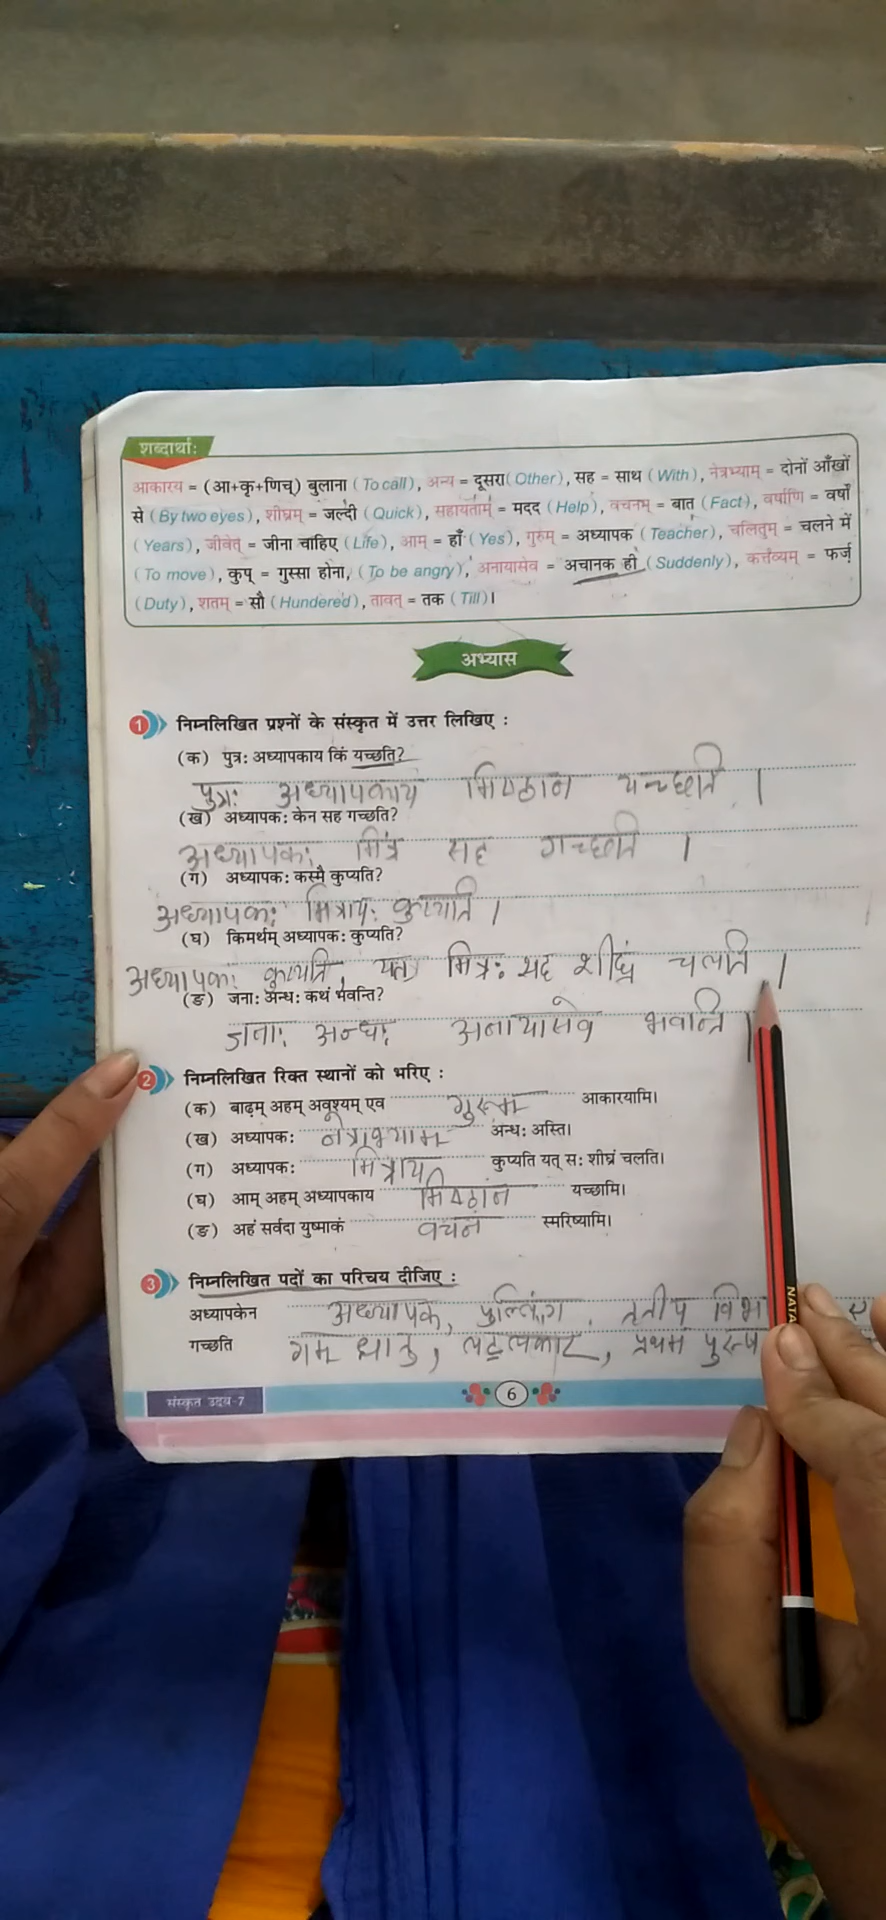 शब्दार्थाः
आकारय = (आ+कृ+णिच्) बुलाना (To call), अन्य = दूसरा (Other), सह = साथ (With), नेत्रभ्याम् = दोनों आँखों
से (By two eyes), शीघ्रम् = जल्दी (Quick), सहायताम् = मदद (Help), वचनम् = बात (Fact), वर्षाणि = वर्षों
(Years), जीवेत् = जीना चाहिए (Life), आम् = हाँ (Yes), गुरुम् = अध्यापक (Teacher), चलितुम् = चलने में
(To move), कुप् = गुस्सा होना, (To be angry), अनायासेव = अचानक ही (Suddenly), कर्त्तव्यम् = फर्ज़
(Duty), शतम् = सौ (Hundered), तावत् = तक (Till)।
अभ्यास
1 निम्नलिखित प्रश्नों के संस्कृत में उत्तर लिखिए :
(क) पुत्र: अध्यापकाय किं यच्छति?
पुत्र: अध्यापकाय मिष्ठान यच्छति ।
(ख) अध्यापक: केन सह गच्छति?
अध्यापक: मित्र सह गच्छति ।
(ग) अध्यापक: कस्मै कुप्यति?
अध्यापक: मित्राय: कुप्यति ।
(घ) किमर्थम् अध्यापक: कुप्यति?
अध्यापक: कुप्यति, यत् मित्र: सह शीघ्रं चलति ।
(ङ) जना: अन्ध: कथं भवन्ति?
जना: अन्ध: अनायासेव भवन्ति ।
2 निम्नलिखित रिक्त स्थानों को भरिए :
(क) बाढ़म् अहम् अवश्यम् एव गुरुम आकारयामि।
(ख) अध्यापक: नेत्राभ्याम अन्ध: अस्ति।
(ग) अध्यापक: मित्राय कुप्यति यत् स: शीघ्रं चलति।
(घ) आम् अहम् अध्यापकाय मिष्ठान यच्छामि।
(ङ) अहं सर्वदा युष्माकं वचन स्मरिष्यामि।
3 निम्नलिखित पदों का परिचय दीजिए :
अध्यापकेन अध्यापक, पुल्लिंग, तृतीय
गच्छति गम धातु, लट्लकार, प्रथम पुरुष
संस्कृत उदय-7
6
NATA